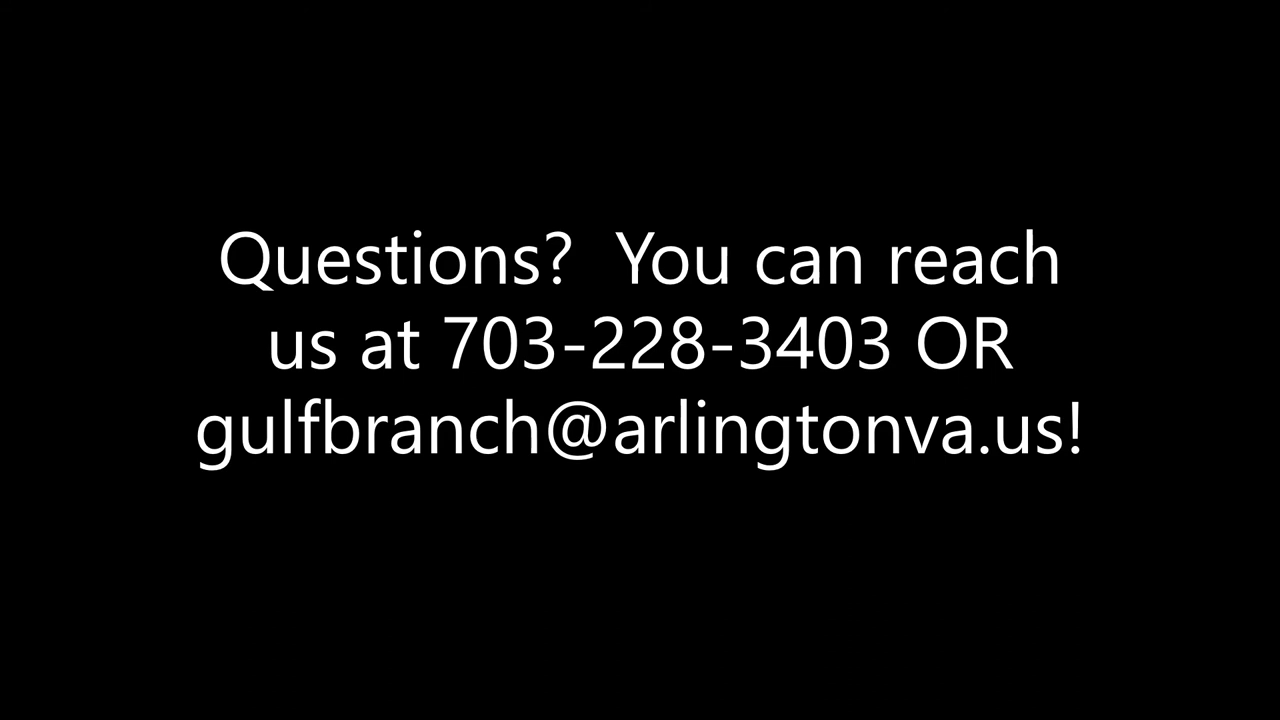 Questions?  You can reach
us at 703-228-3403 OR
gulfbranch@arlingtonva.us!